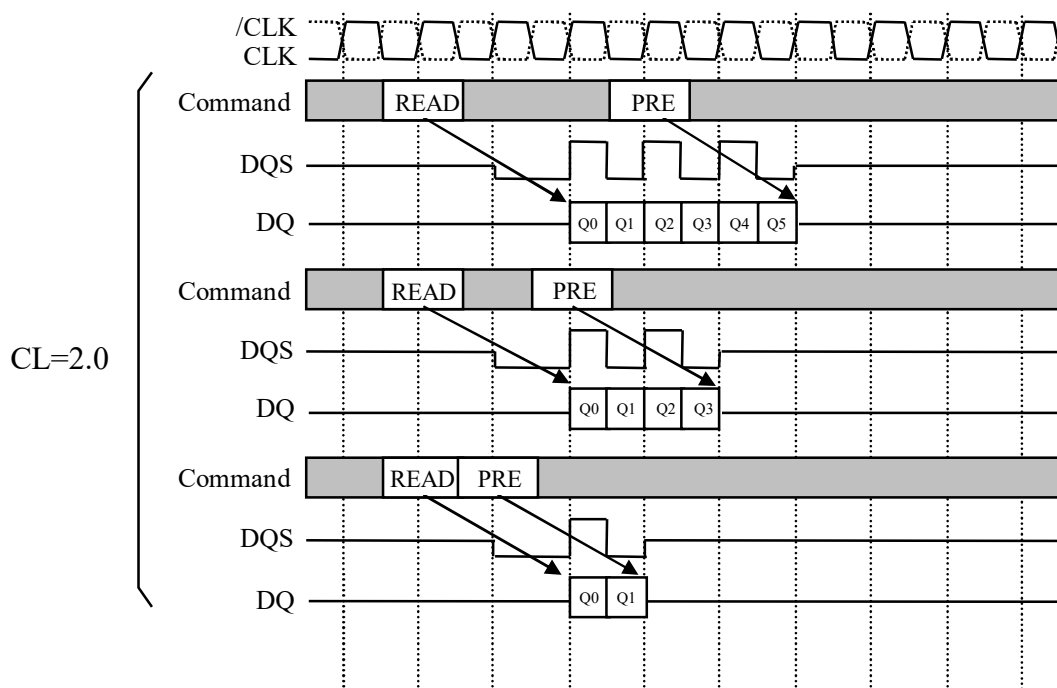 /CLK
CLK
Command READ PRE
DQS
DQ Q0 Q1 Q2 Q3 Q4 Q5
Command READ PRE
CL=2.0 DQS
DQ Q0 Q1 Q2 Q3
Command READ PRE
DQS
DQ Q0 Q1